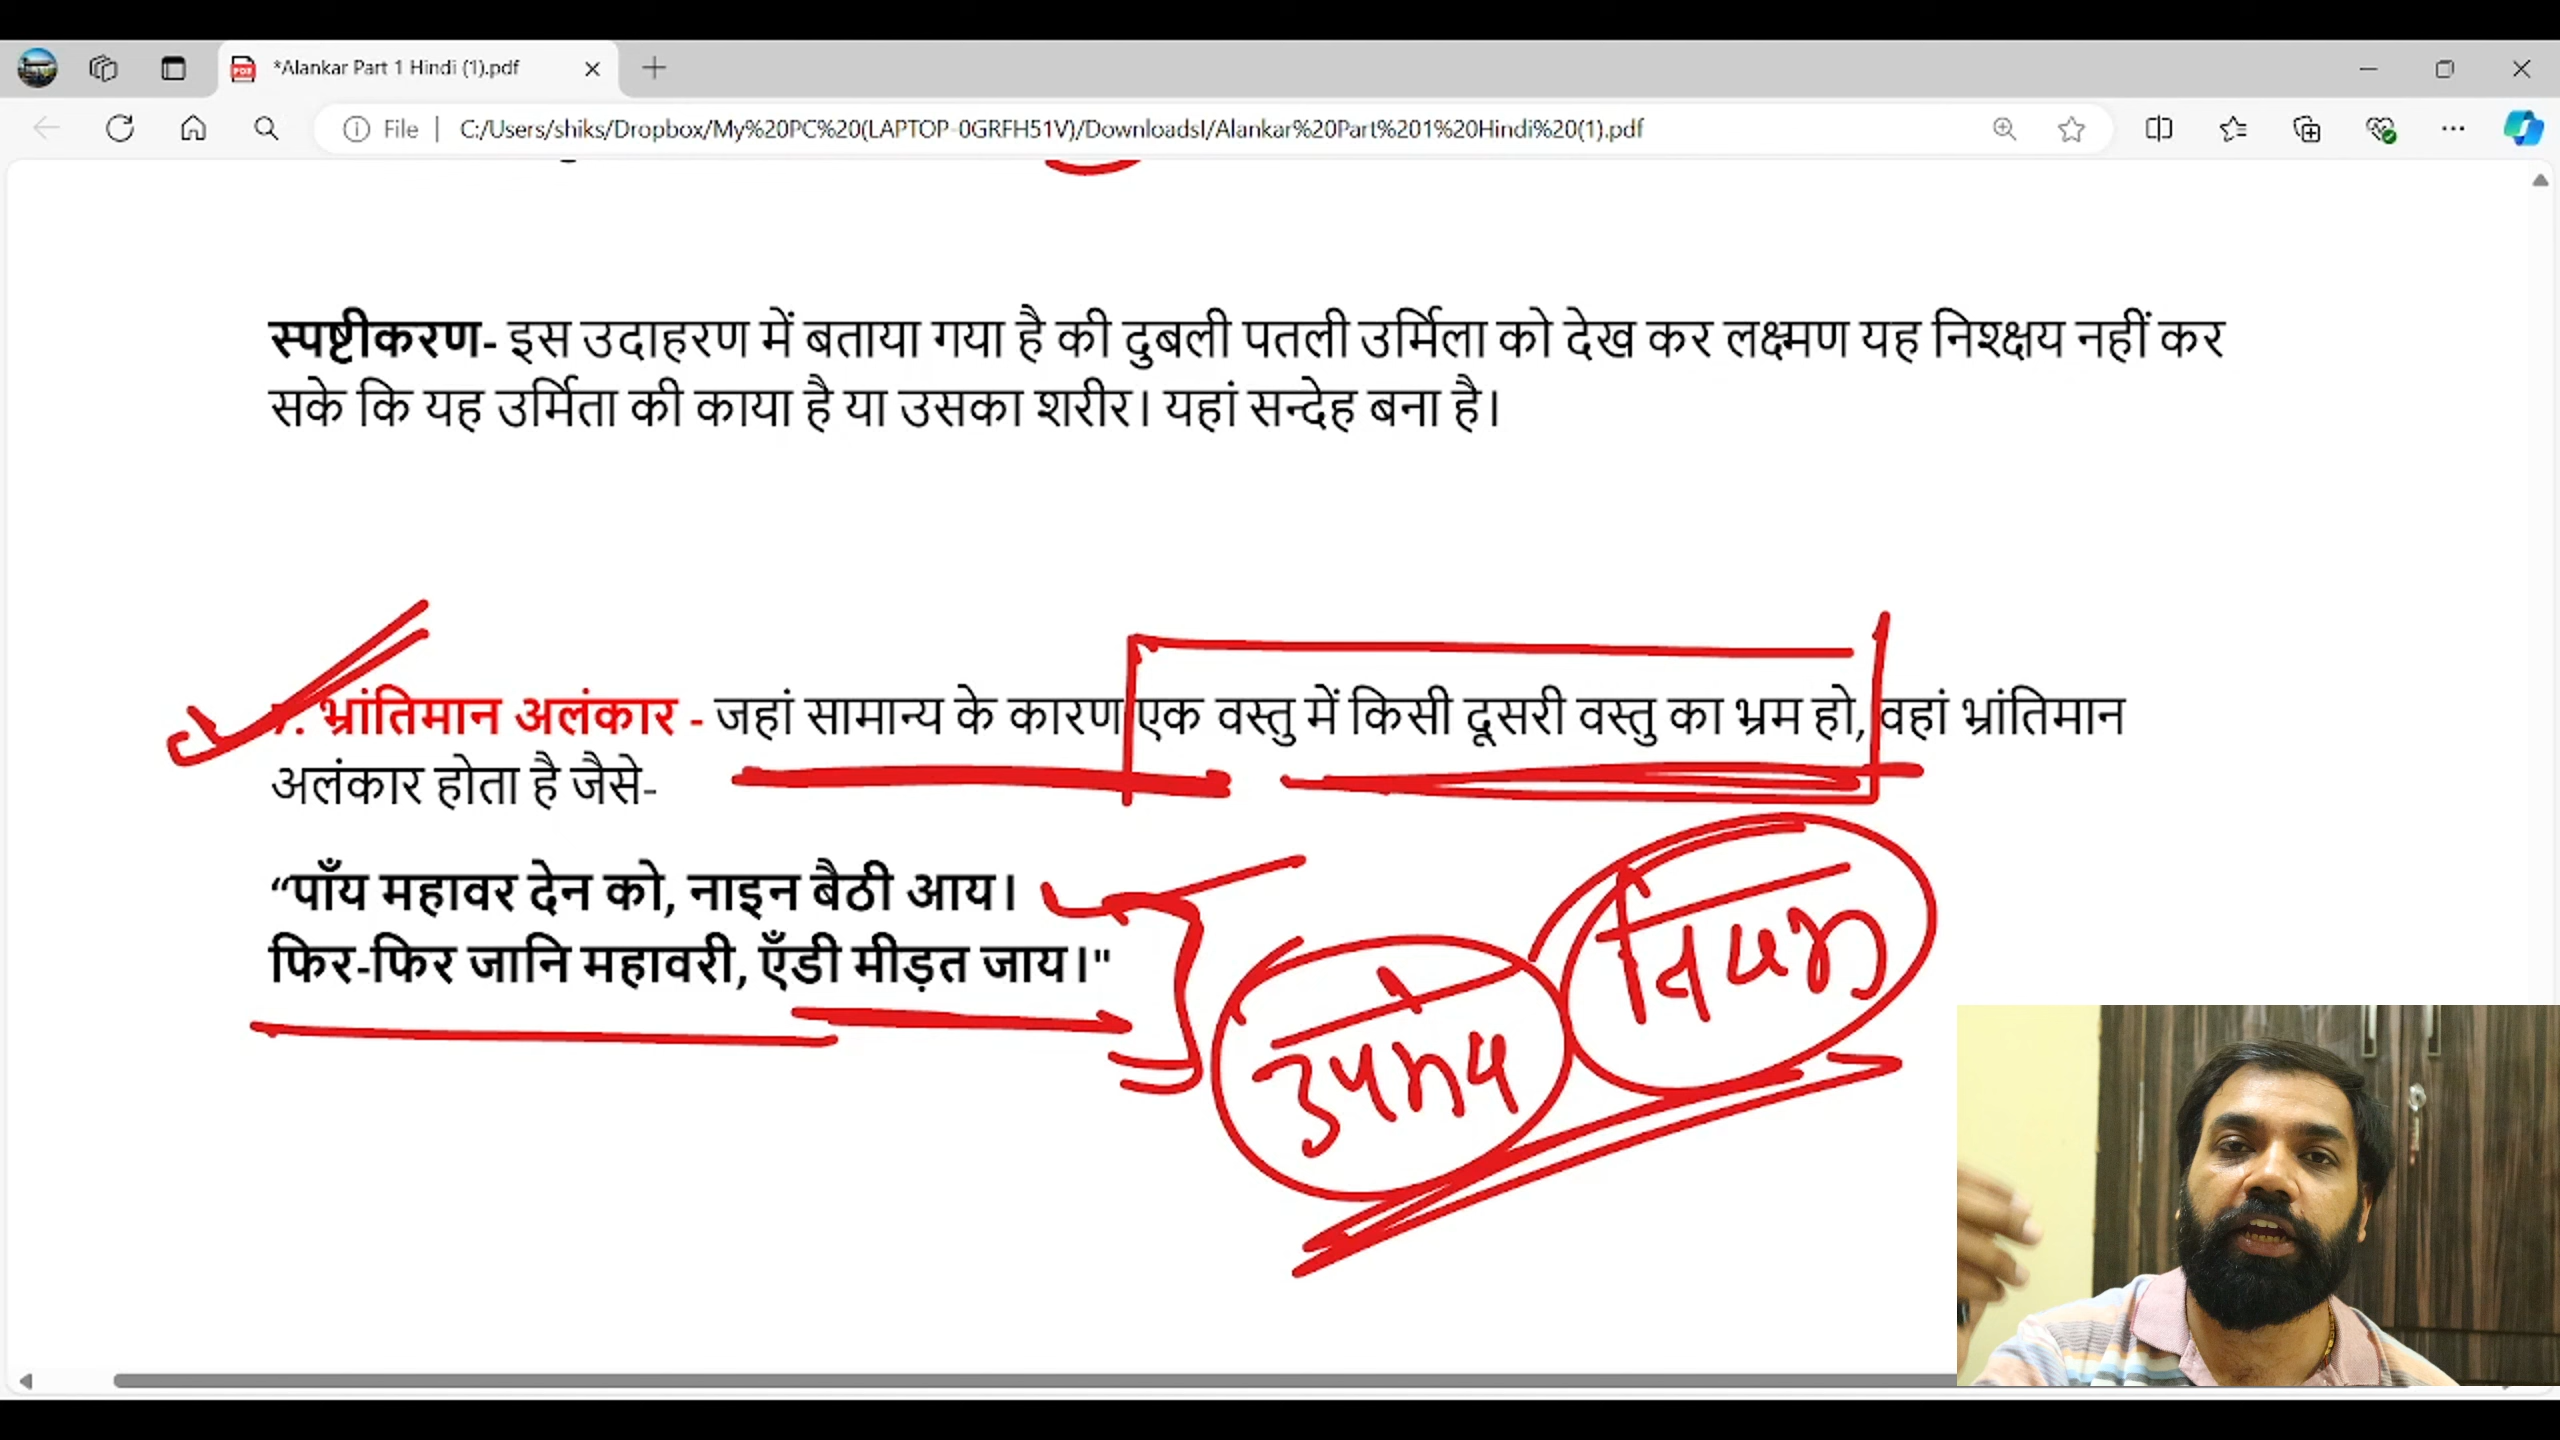 *Alankar Part 1 Hindi (1).pdf
File | C:/Users/shiks/Dropbox/My%20PC%20(LAPTOP-0GRFH51V)/DownloadsI/Alankar%20Part%201%20Hindi%20(1).pdf
स्पष्टीकरण- इस उदाहरण में बताया गया है की दुबली पतली उर्मिला को देख कर लक्ष्मण यह निश्क्षय नहीं कर
सके कि यह उर्मिता की काया है या उसका शरीर। यहां सन्देह बना है।
7. भ्रांतिमान अलंकार - जहां सामान्य के कारण एक वस्तु में किसी दूसरी वस्तु का भ्रम हो, वहां भ्रांतिमान
अलंकार होता है जैसे-
“पाँय महावर देन को, नाइन बैठी आय।
फिर-फिर जानि महावरी, एँडी मीड़त जाय।"
उपमेय